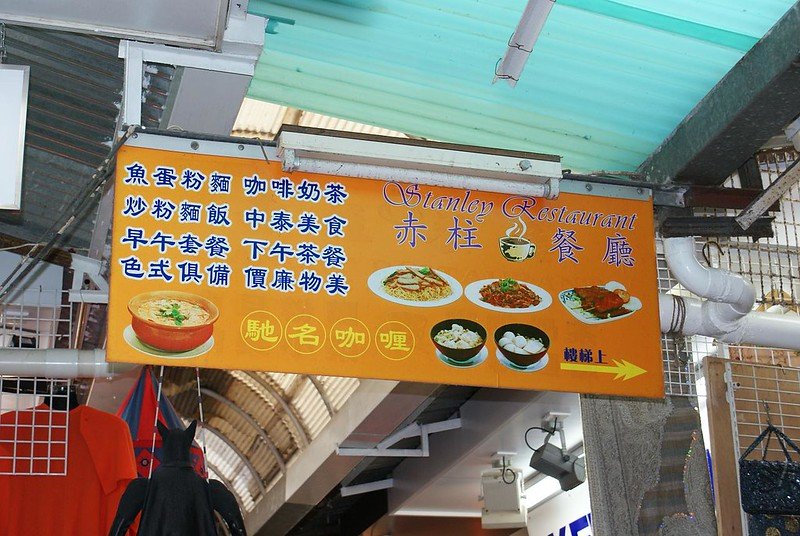 魚蛋粉麵 咖啡奶茶
炒粉麵飯 中泰美食
早午套餐 下午茶餐
色式俱備 價廉物美
馳名咖喱
Stanley Restaurant
赤柱 餐廳
樓梯上